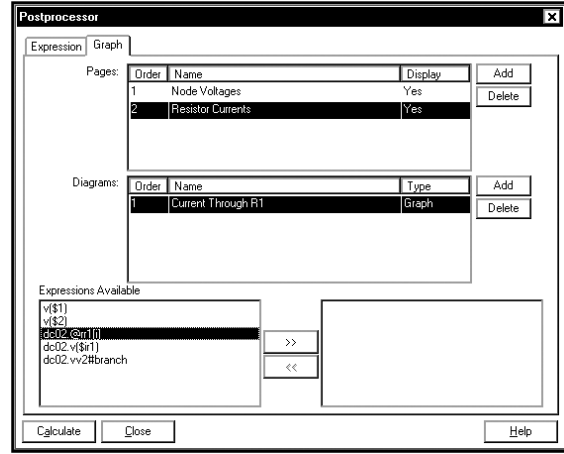 Postprocessor
Expression Graph
Pages: Order Name Display Add
1 Node Voltages Yes Delete
2 Resistor Currents Yes
Diagrams: Order Name Type Add
1 Current Through R1 Graph Delete
Expressions Available
v($1)
v($2)
dc02.@rr1[i]
dc02.v($ir1)
dc02.vv2#branch
>>
<<
Calculate Close Help